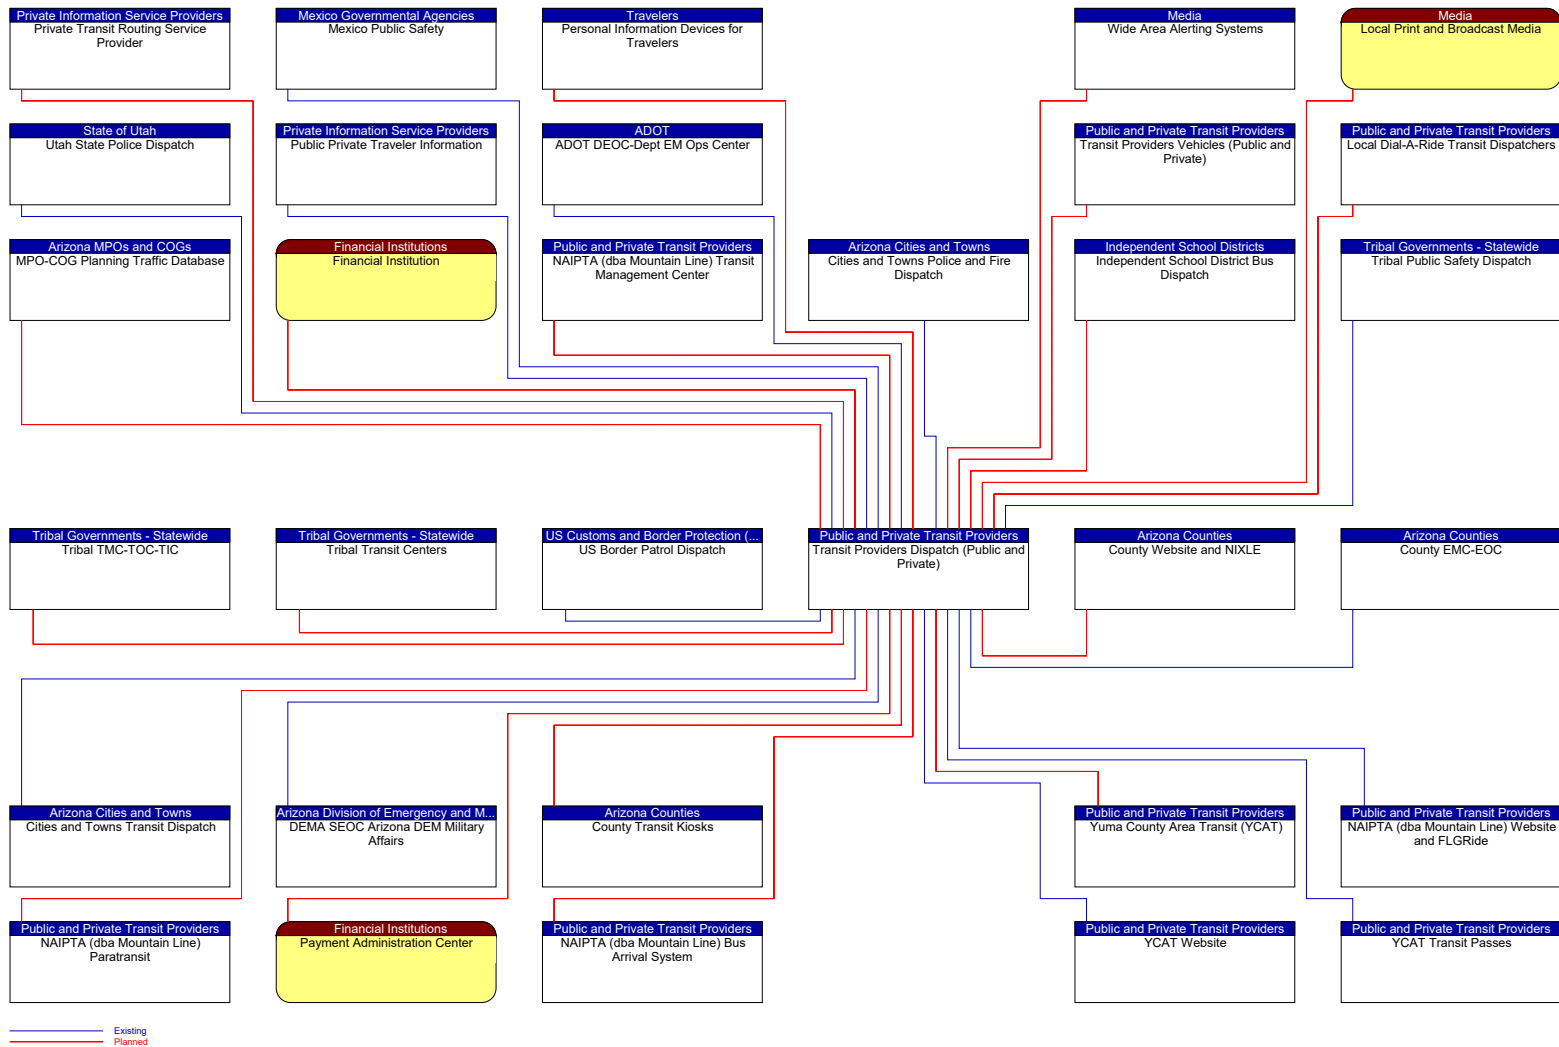 Private Information Service Providers
Private Transit Routing Service
Provider
Mexico Governmental Agencies
Mexico Public Safety
Travelers
Personal Information Devices for
Travelers
Media
Wide Area Alerting Systems
Media
Local Print and Broadcast Media
State of Utah
Utah State Police Dispatch
Private Information Service Providers
Public Private Traveler Information
ADOT
ADOT DEOC-Dept EM Ops Center
Public and Private Transit Providers
Transit Providers Vehicles (Public and
Private)
Public and Private Transit Providers
Local Dial-A-Ride Transit Dispatchers
Arizona MPOs and COGs
MPO-COG Planning Traffic Database
Financial Institutions
Financial Institution
Public and Private Transit Providers
NAIPTA (dba Mountain Line) Transit
Management Center
Arizona Cities and Towns
Cities and Towns Police and Fire
Dispatch
Independent School Districts
Independent School District Bus
Dispatch
Tribal Governments - Statewide
Tribal Public Safety Dispatch
Tribal Governments - Statewide
Tribal TMC-TOC-TIC
Tribal Governments - Statewide
Tribal Transit Centers
US Customs and Border Protection (...
US Border Patrol Dispatch
Public and Private Transit Providers
Transit Providers Dispatch (Public and
Private)
Arizona Counties
County Website and NIXLE
Arizona Counties
County EMC-EOC
Arizona Cities and Towns
Cities and Towns Transit Dispatch
Arizona Division of Emergency and M...
DEMA SEOC Arizona DEM Military
Affairs
Arizona Counties
County Transit Kiosks
Public and Private Transit Providers
Yuma County Area Transit (YCAT)
Public and Private Transit Providers
NAIPTA (dba Mountain Line) Website
and FLGRide
Public and Private Transit Providers
NAIPTA (dba Mountain Line)
Paratransit
Financial Institutions
Payment Administration Center
Public and Private Transit Providers
NAIPTA (dba Mountain Line) Bus
Arrival System
Public and Private Transit Providers
YCAT Website
Public and Private Transit Providers
YCAT Transit Passes
Existing
Planned